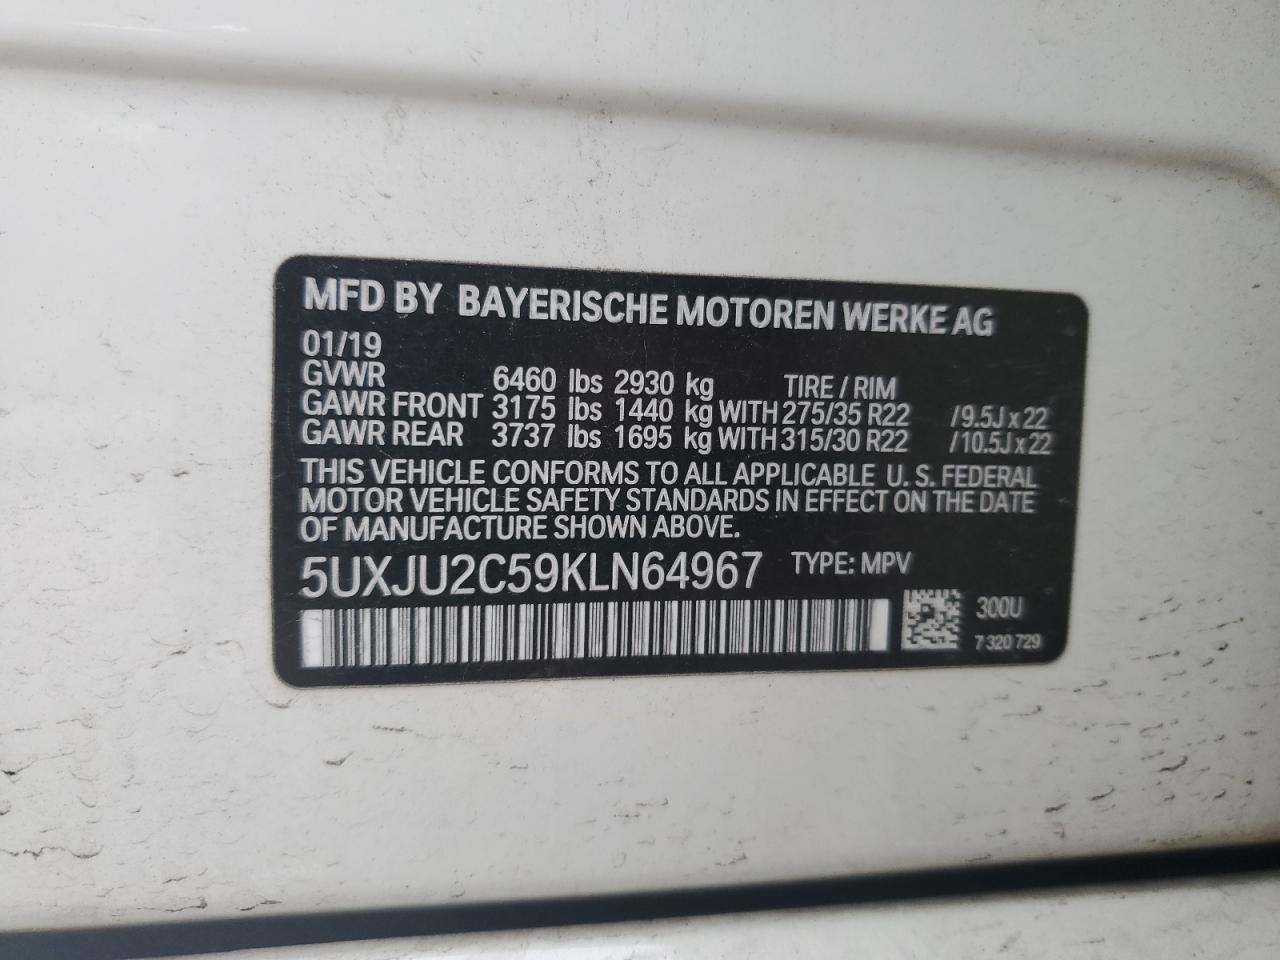 MFD BY BAYERISCHE MOTOREN WERKE AG
01/19
GVWR 6460 lbs 2930 kg TIRE / RIM
GAWR FRONT 3175 lbs 1440 kg WITH 275/35 R22 /9.5J x 22
GAWR REAR 3737 lbs 1695 kg WITH 315/30 R22 /10.5J x 22
THIS VEHICLE CONFORMS TO ALL APPLICABLE U. S. FEDERAL
MOTOR VEHICLE SAFETY STANDARDS IN EFFECT ON THE DATE
OF MANUFACTURE SHOWN ABOVE.
5UXJU2C59KLN64967 TYPE: MPV
300U
7 320 729